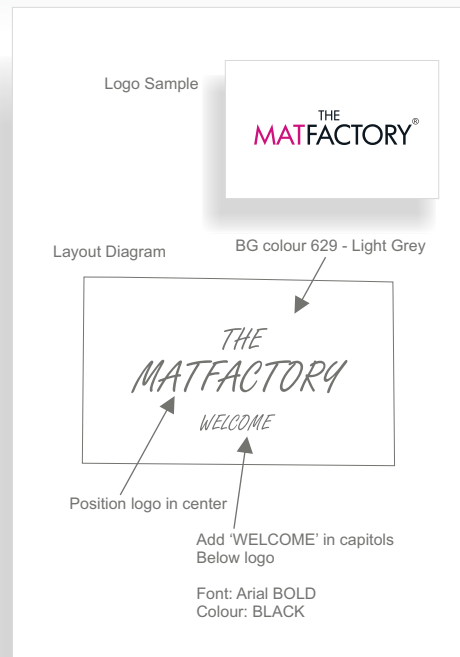 Logo Sample
THE
MATFACTORY®
Layout Diagram
BG colour 629 - Light Grey
THE
MATFACTORY
WELCOME
Position logo in center
Add ‘WELCOME’ in capitols
Below logo
Font: Arial BOLD
Colour: BLACK